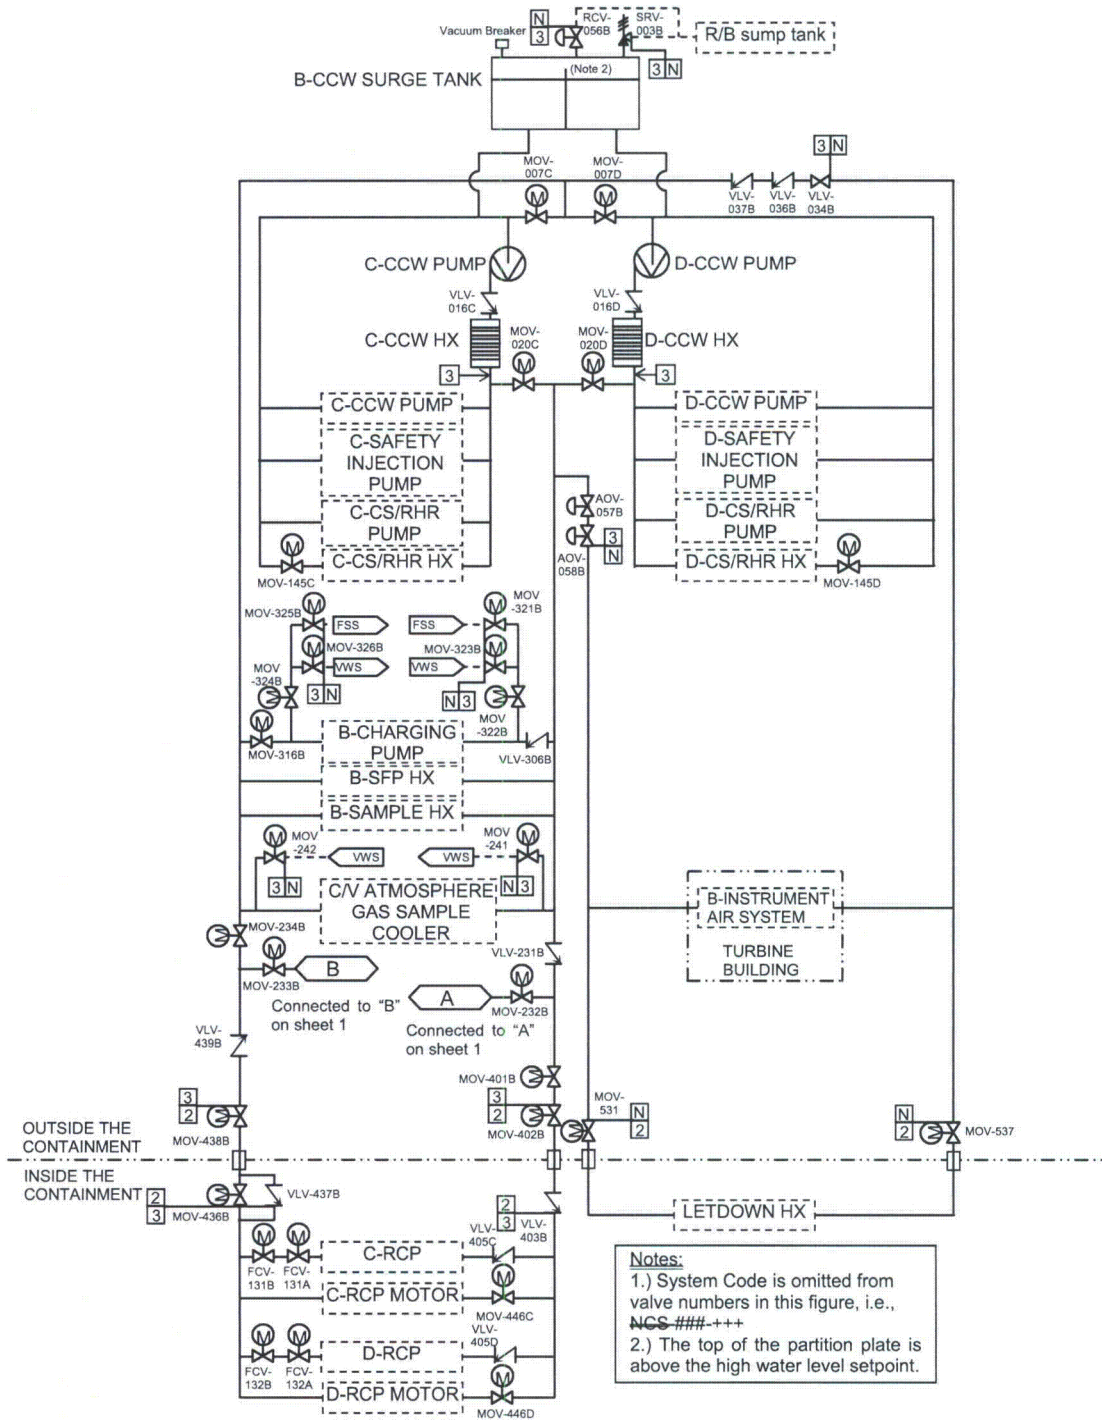 N
3
RCV-
056B
SRV-
003B
R/B sump tank
Vacuum Breaker
3 N
(Note 2)
B-CCW SURGE TANK
MOV-
007C
MOV-
007D
3 N
VLV-
037B
VLV-
036B
VLV-
034B
M
M
C-CCW PUMP
D-CCW PUMP
VLV-
016C
VLV-
016D
C-CCW HX
MOV-
020C
MOV-
020D
D-CCW HX
M
M
3
3
C-CCW PUMP
D-CCW PUMP
C-SAFETY
INJECTION
PUMP
D-SAFETY
INJECTION
PUMP
C-CS/RHR
PUMP
AOV-
057B
D-CS/RHR
PUMP
3
N
AOV-
058B
M
C-CS/RHR HX
D-CS/RHR HX
M
MOV-145C
MOV-145D
MOV-325B
M
FSS
FSS
M
MOV
-321B
M
MOV-326B
VWS
MOV-323B
VWS
M
MOV
-324B
M
3 N
N 3
M
MOV
-322B
M
MOV-316B
B-CHARGING
PUMP
VLV-306B
B-SFP HX
B-SAMPLE HX
M
MOV
-242
VWS
VWS
MOV
-241
M
3 N
N 3
C/V ATMOSPHERE
GAS SAMPLE
COOLER
B-INSTRUMENT
AIR SYSTEM
TURBINE
BUILDING
M
MOV-234B
VLV-231B
M
MOV-233B
B
Connected to “B”
on sheet 1
A
M
MOV-232B
Connected to “A”
on sheet 1
VLV-
439B
MOV-401B
M
3
2
M
MOV-438B
3
2
M
MOV-402B
MOV-
531
M
N
2
N
2
M
MOV-537
OUTSIDE THE
CONTAINMENT
INSIDE THE
CONTAINMENT
M
VLV-437B
2
3
MOV-436B
2
3
VLV-
403B
LETDOWN HX
M
M
FCV-
131B
FCV-
131A
C-RCP
VLV-
405C
C-RCP MOTOR
M
MOV-446C
M
M
FCV-
132B
FCV-
132A
D-RCP
VLV-
405D
D-RCP MOTOR
M
MOV-446D
Notes:
1.) System Code is omitted from
valve numbers in this figure, i.e.,
NCS-###-+++
2.) The top of the partition plate is
above the high water level setpoint.